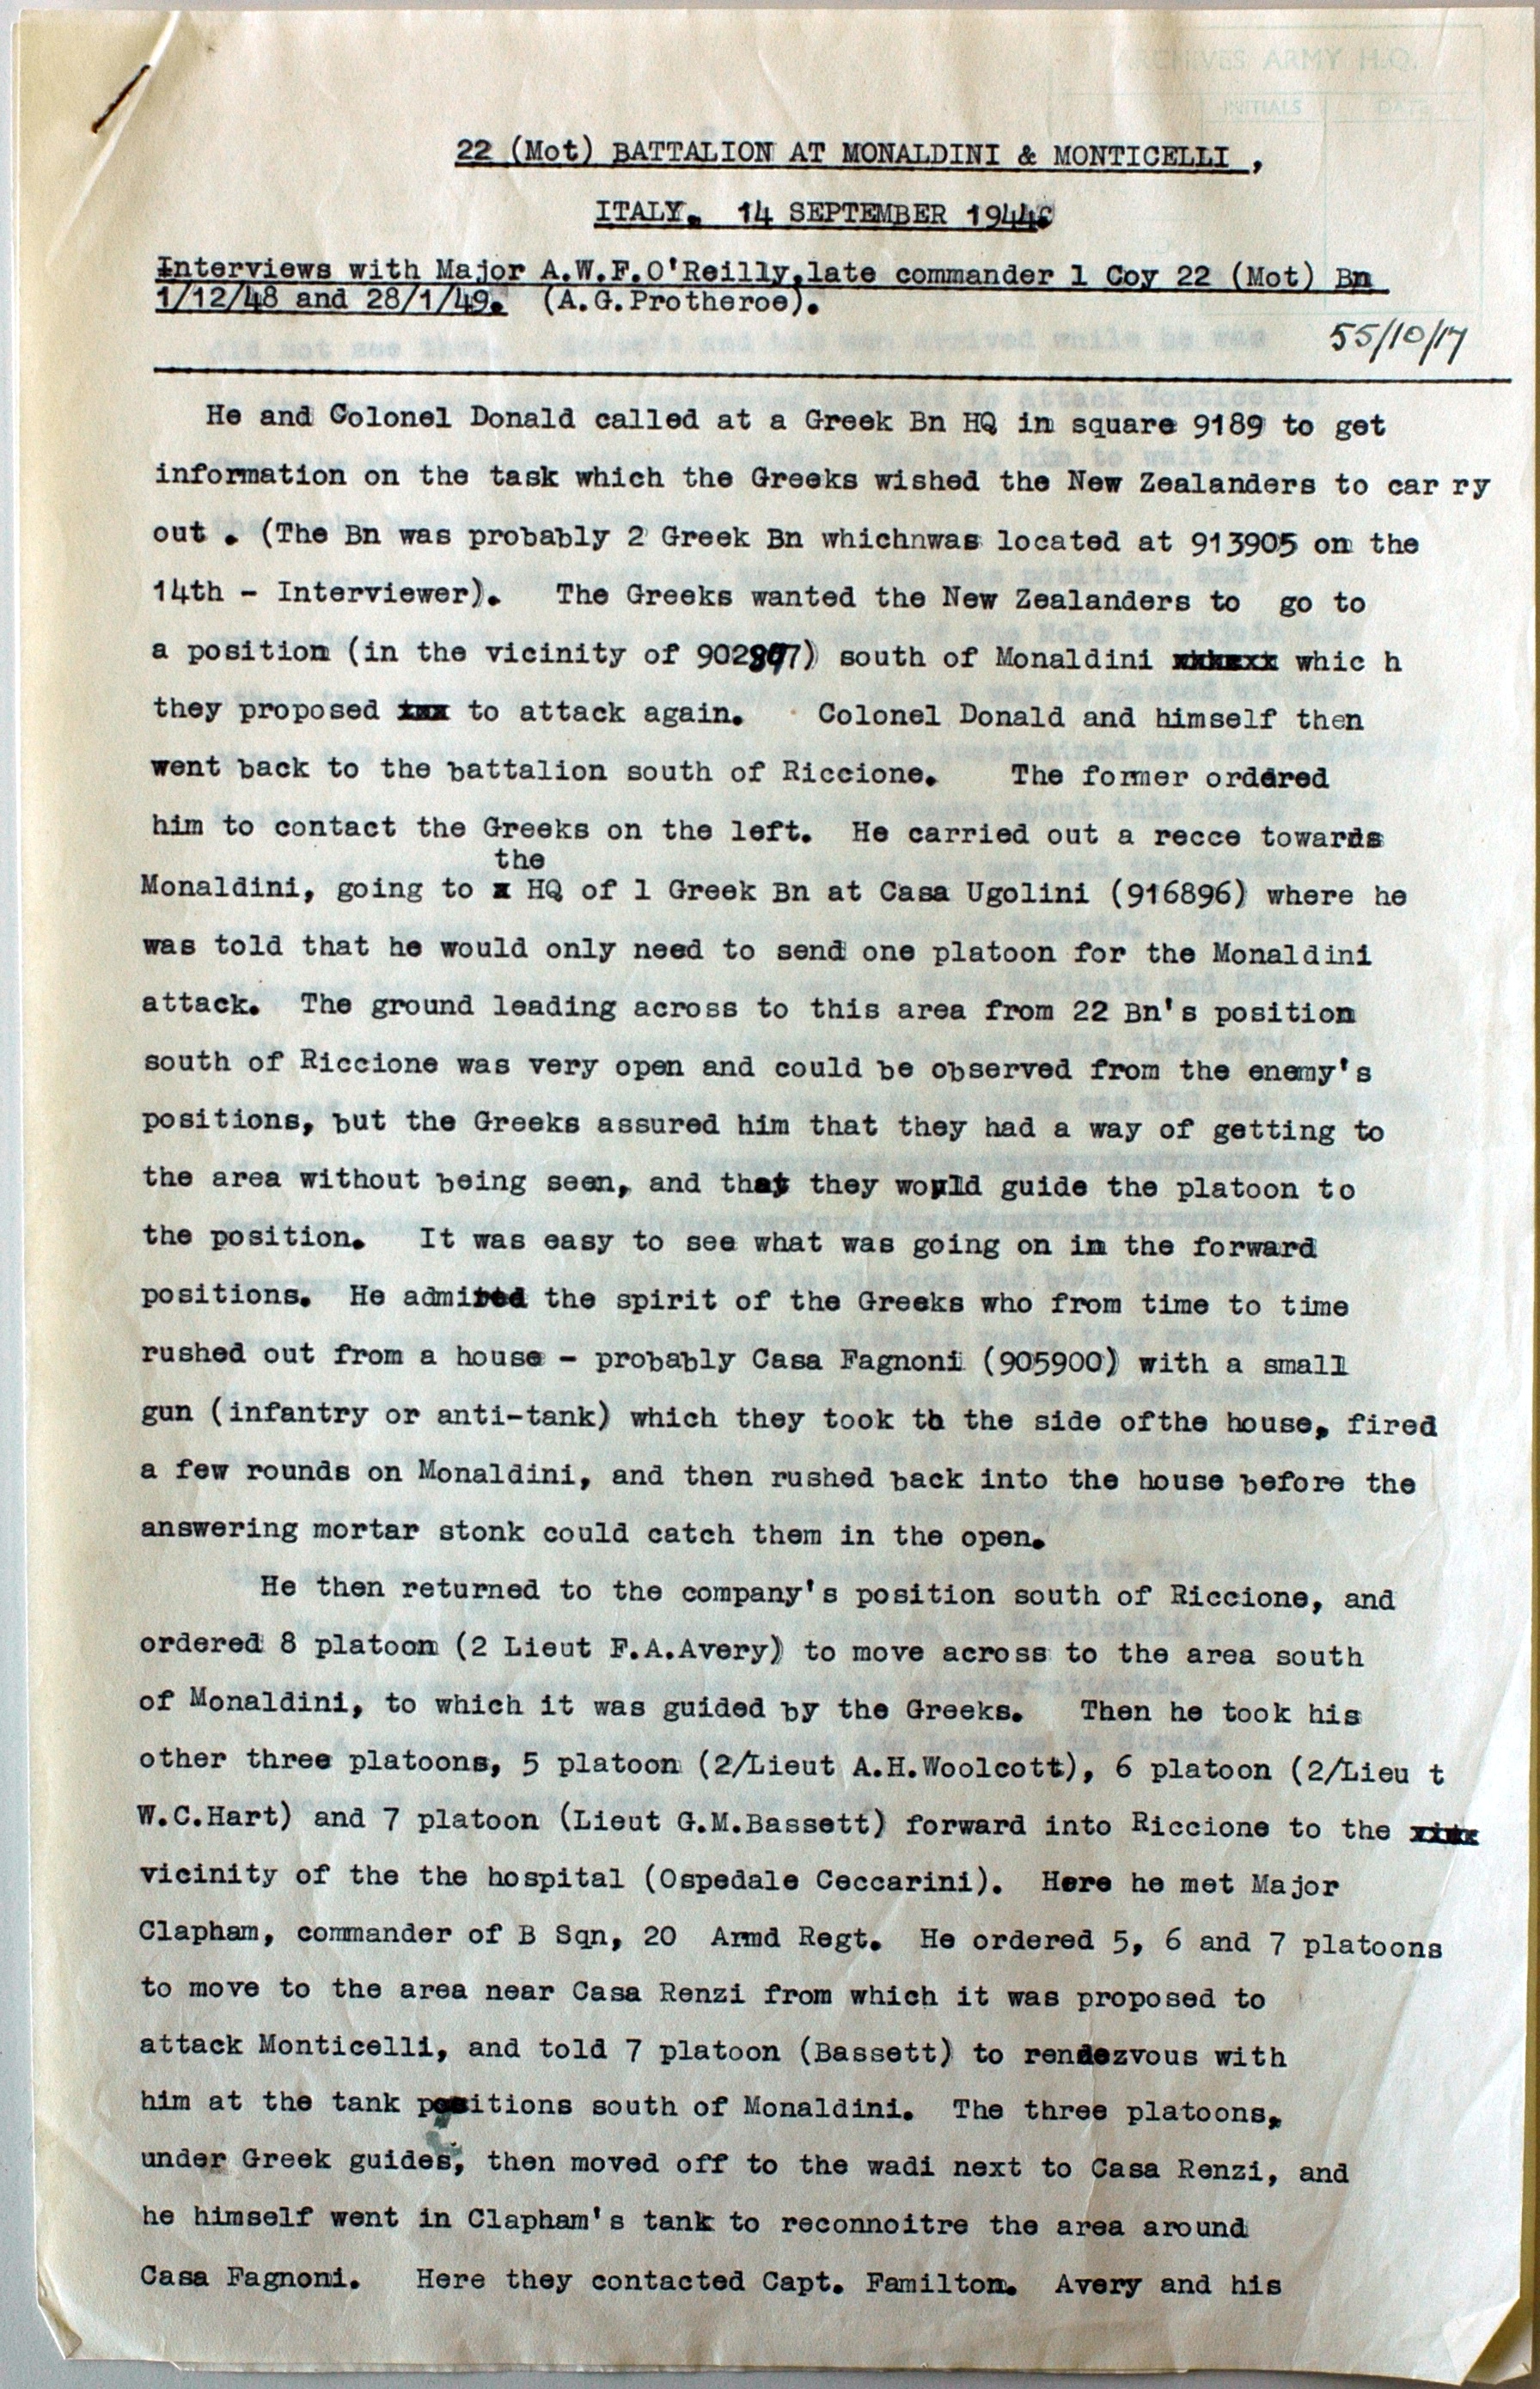 ARCHIVES ARMY H.Q.
INITIALS DATE
22 (Mot) BATTALION AT MONALDINI & MONTICELLI ,
ITALY. 14 SEPTEMBER 1944
Interviews with Major A.W.F.O'Reilly,late commander 1 Coy 22 (Mot) Bn
1/12/48 and 28/1/49. (A.G.Protheroe).
55/10/17
He and Colonel Donald called at a Greek Bn HQ in square 9189 to get
information on the task which the Greeks wished the New Zealanders to car ry
out . (The Bn was probably 2 Greek Bn whichnwas located at 913905 on the
14th - Interviewer). The Greeks wanted the New Zealanders to go to
a position (in the vicinity of 902897) south of Monaldini whic h
they proposed to attack again. Colonel Donald and himself then
went back to the battalion south of Riccione. The former ordered
him to contact the Greeks on the left. He carried out a recce towards
the
Monaldini, going to x HQ of 1 Greek Bn at Casa Ugolini (916896) where he
was told that he would only need to send one platoon for the Monaldini
attack. The ground leading across to this area from 22 Bn's position
south of Riccione was very open and could be observed from the enemy's
positions, but the Greeks assured him that they had a way of getting to
the area without being seen, and that they would guide the platoon to
the position. It was easy to see what was going on in the forward
positions. He admired the spirit of the Greeks who from time to time
rushed out from a house - probably Casa Fagnoni (905900) with a small
gun (infantry or anti-tank) which they took to the side ofthe house, fired
a few rounds on Monaldini, and then rushed back into the house before the
answering mortar stonk could catch them in the open.
He then returned to the company's position south of Riccione, and
ordered 8 platoon (2 Lieut F.A.Avery) to move across to the area south
of Monaldini, to which it was guided by the Greeks. Then he took his
other three platoons, 5 platoon (2/Lieut A.H.Woolcott), 6 platoon (2/Lieu t
W.C.Hart) and 7 platoon (Lieut G.M.Bassett) forward into Riccione to the
vicinity of the the hospital (Ospedale Ceccarini). Here he met Major
Clapham, commander of B Sqn, 20 Armd Regt. He ordered 5, 6 and 7 platoons
to move to the area near Casa Renzi from which it was proposed to
attack Monticelli, and told 7 platoon (Bassett) to rendezvous with
him at the tank positions south of Monaldini. The three platoons,
under Greek guides, then moved off to the wadi next to Casa Renzi, and
he himself went in Clapham's tank to reconnoitre the area around
Casa Fagnoni. Here they contacted Capt. Familton. Avery and his